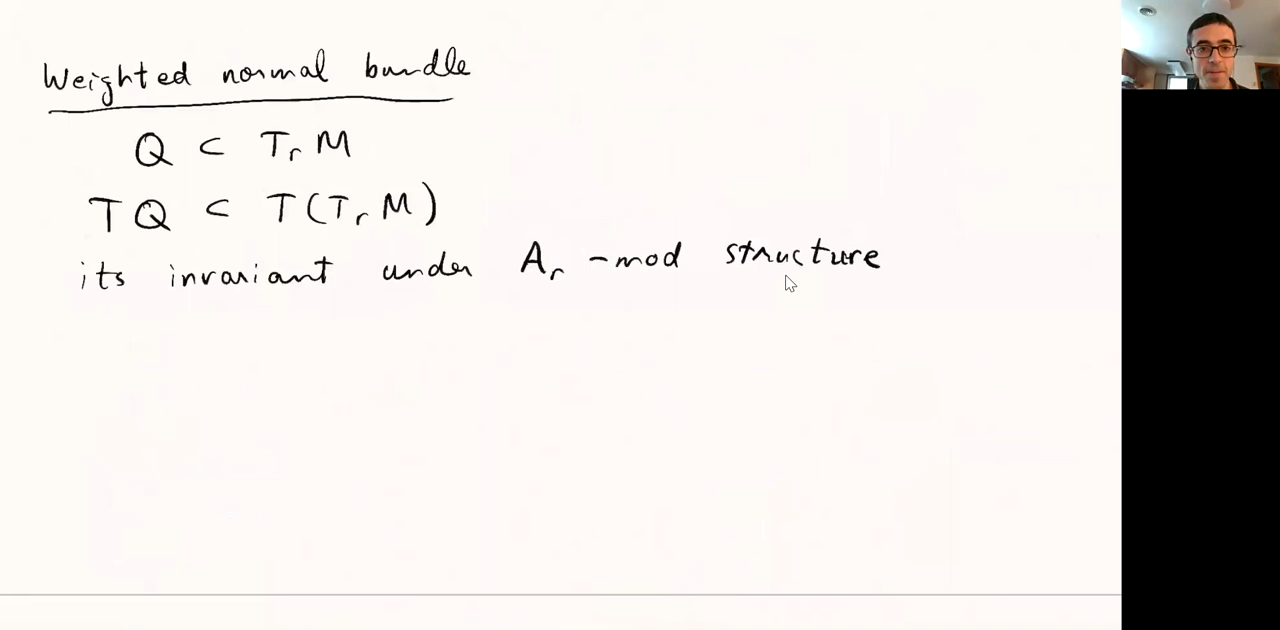 Weighted normal bundle
Q ⊂ TᵣM
TQ ⊂ T(TᵣM)
its invariant under Aᵣ -mod structure